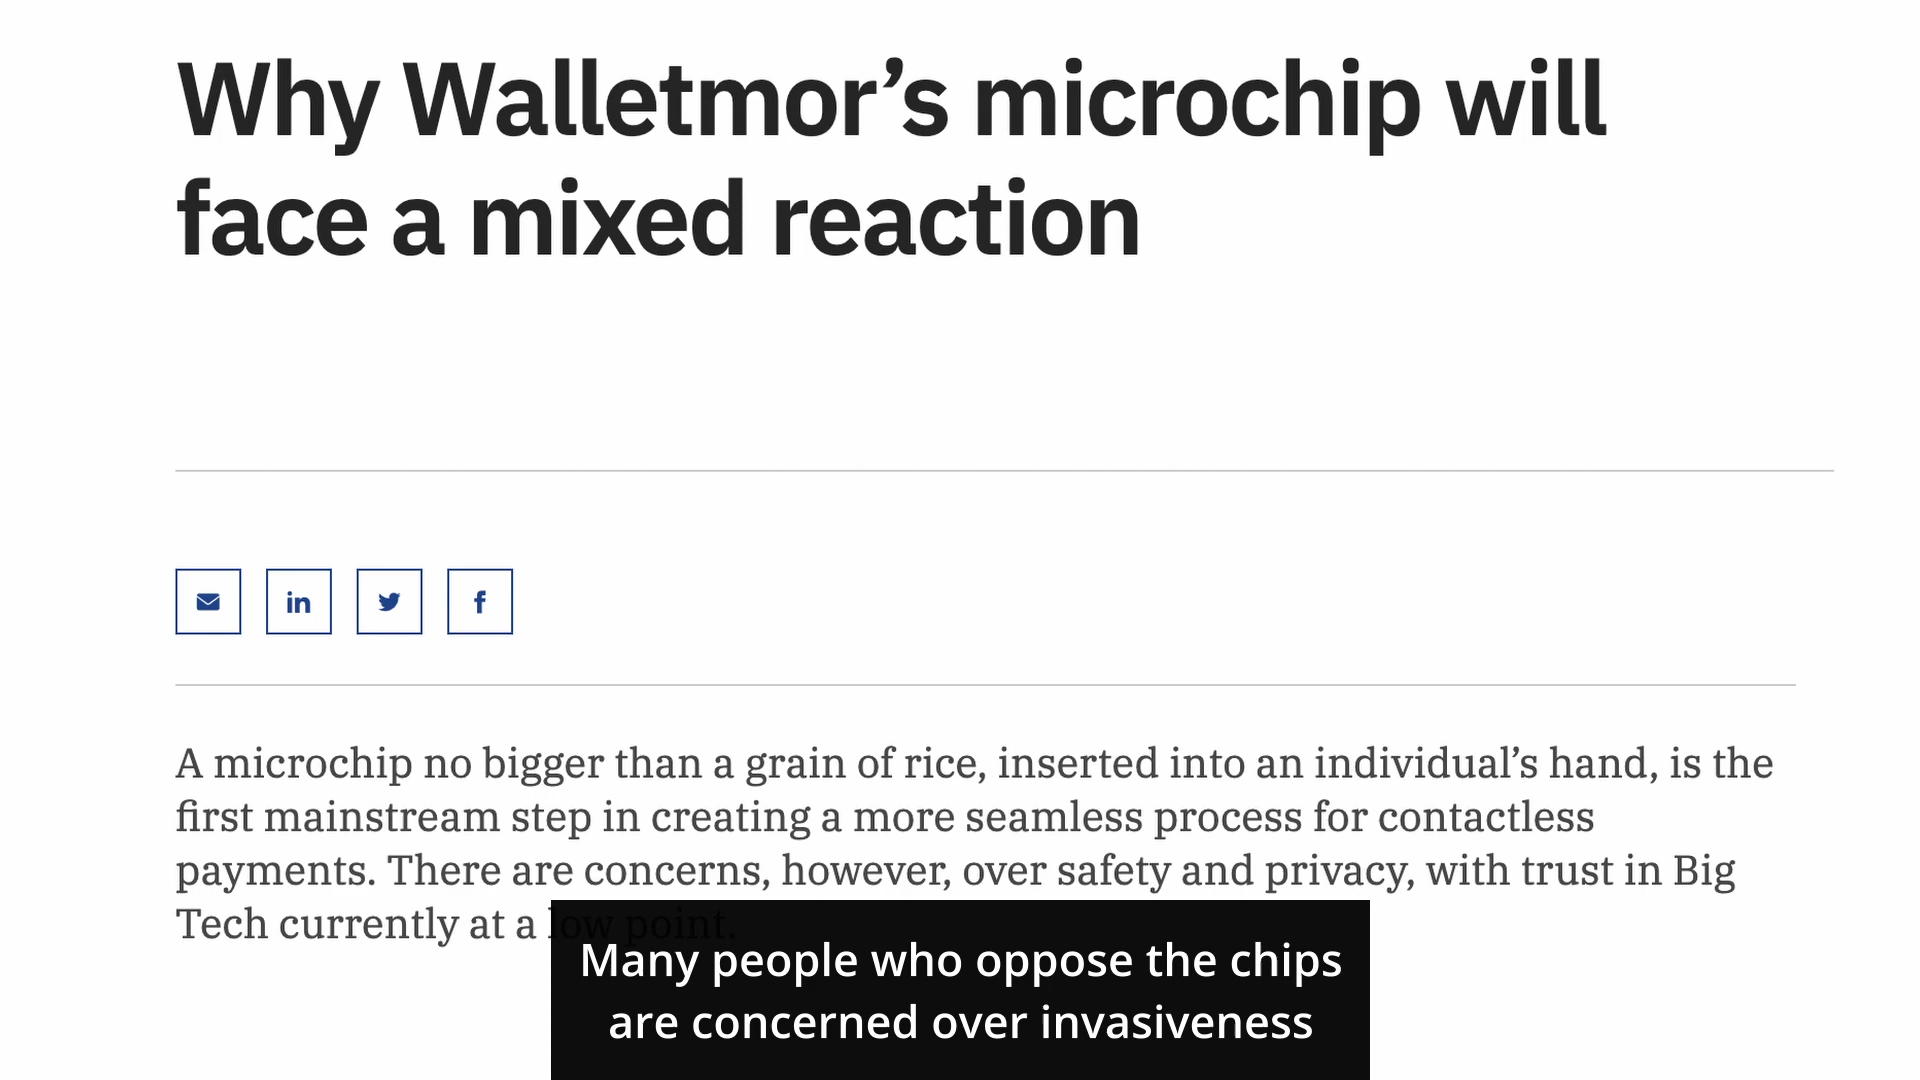 Why Walletmor’s microchip will
face a mixed reaction
in
f
A microchip no bigger than a grain of rice, inserted into an individual’s hand, is the
first mainstream step in creating a more seamless process for contactless
payments. There are concerns, however, over safety and privacy, with trust in Big
Tech currently at a low point.
Many people who oppose the chips
are concerned over invasiveness